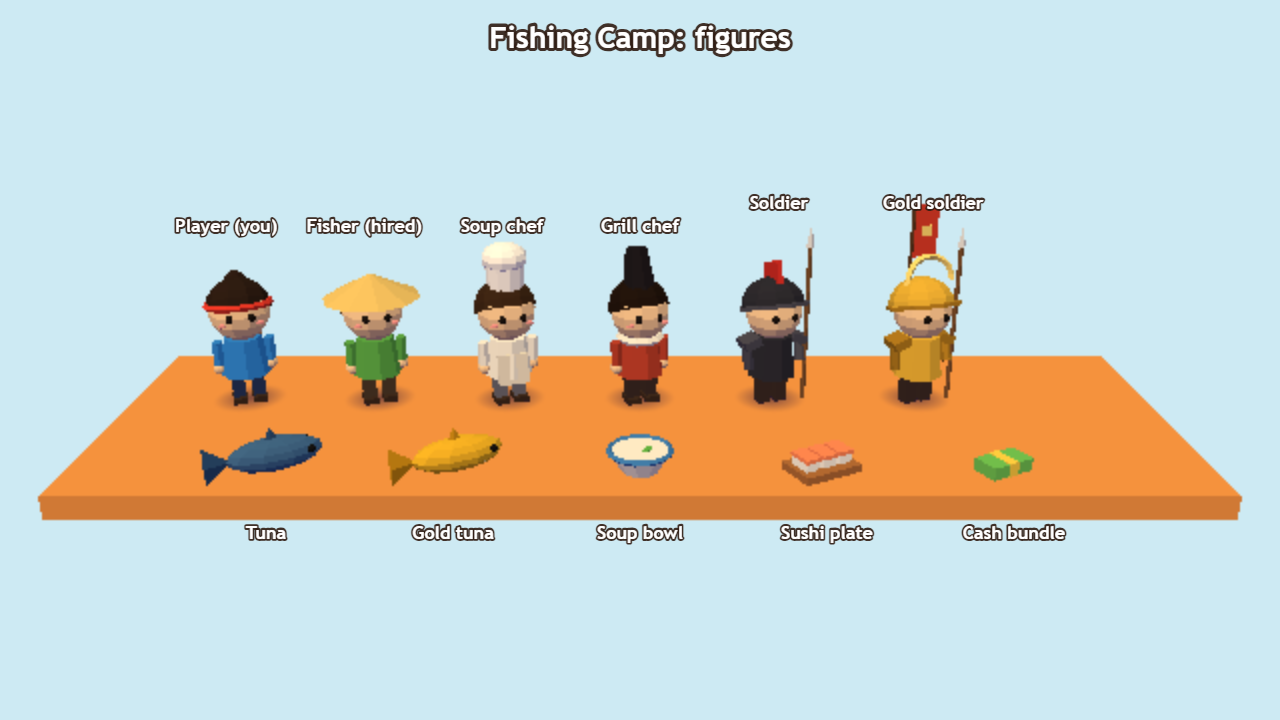 Fishing Camp: figures
Player (you)
Fisher (hired)
Soup chef
Grill chef
Soldier
Gold soldier
Tuna
Gold tuna
Soup bowl
Sushi plate
Cash bundle